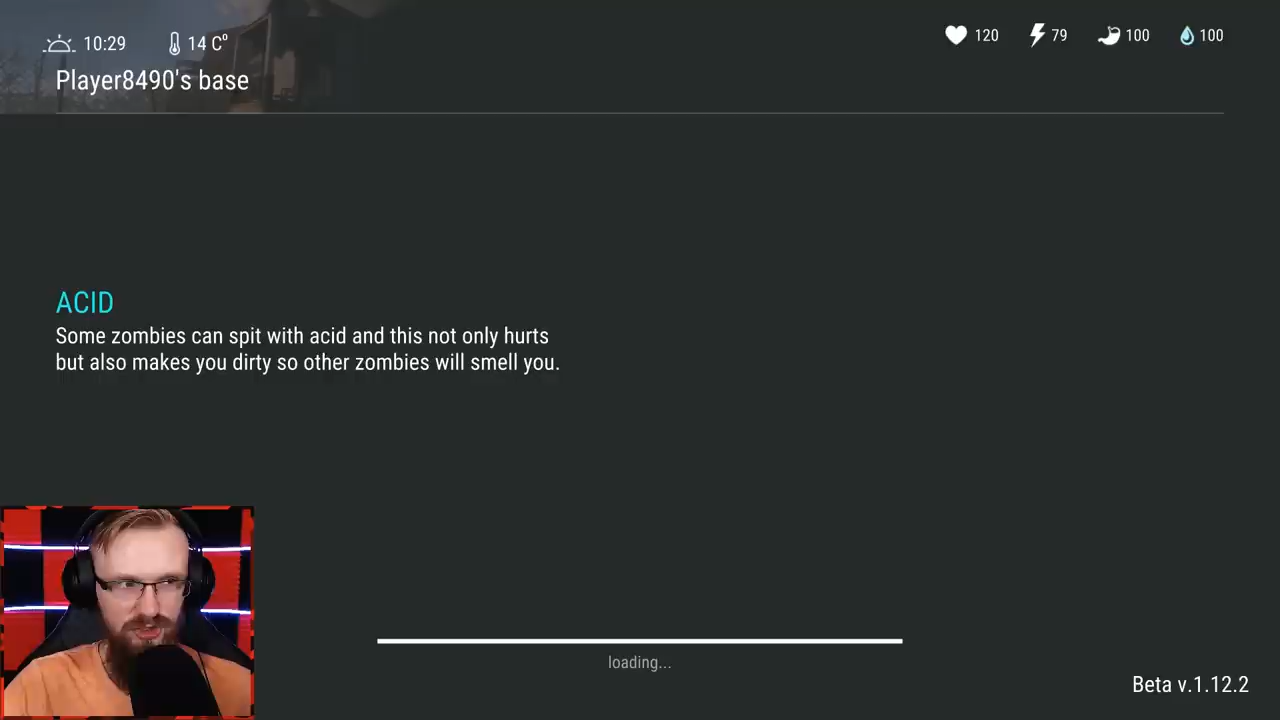 10:29
14 C°
120
79
100
100
Player8490's base
ACID
Some zombies can spit with acid and this not only hurts
but also makes you dirty so other zombies will smell you.
loading...
Beta v.1.12.2